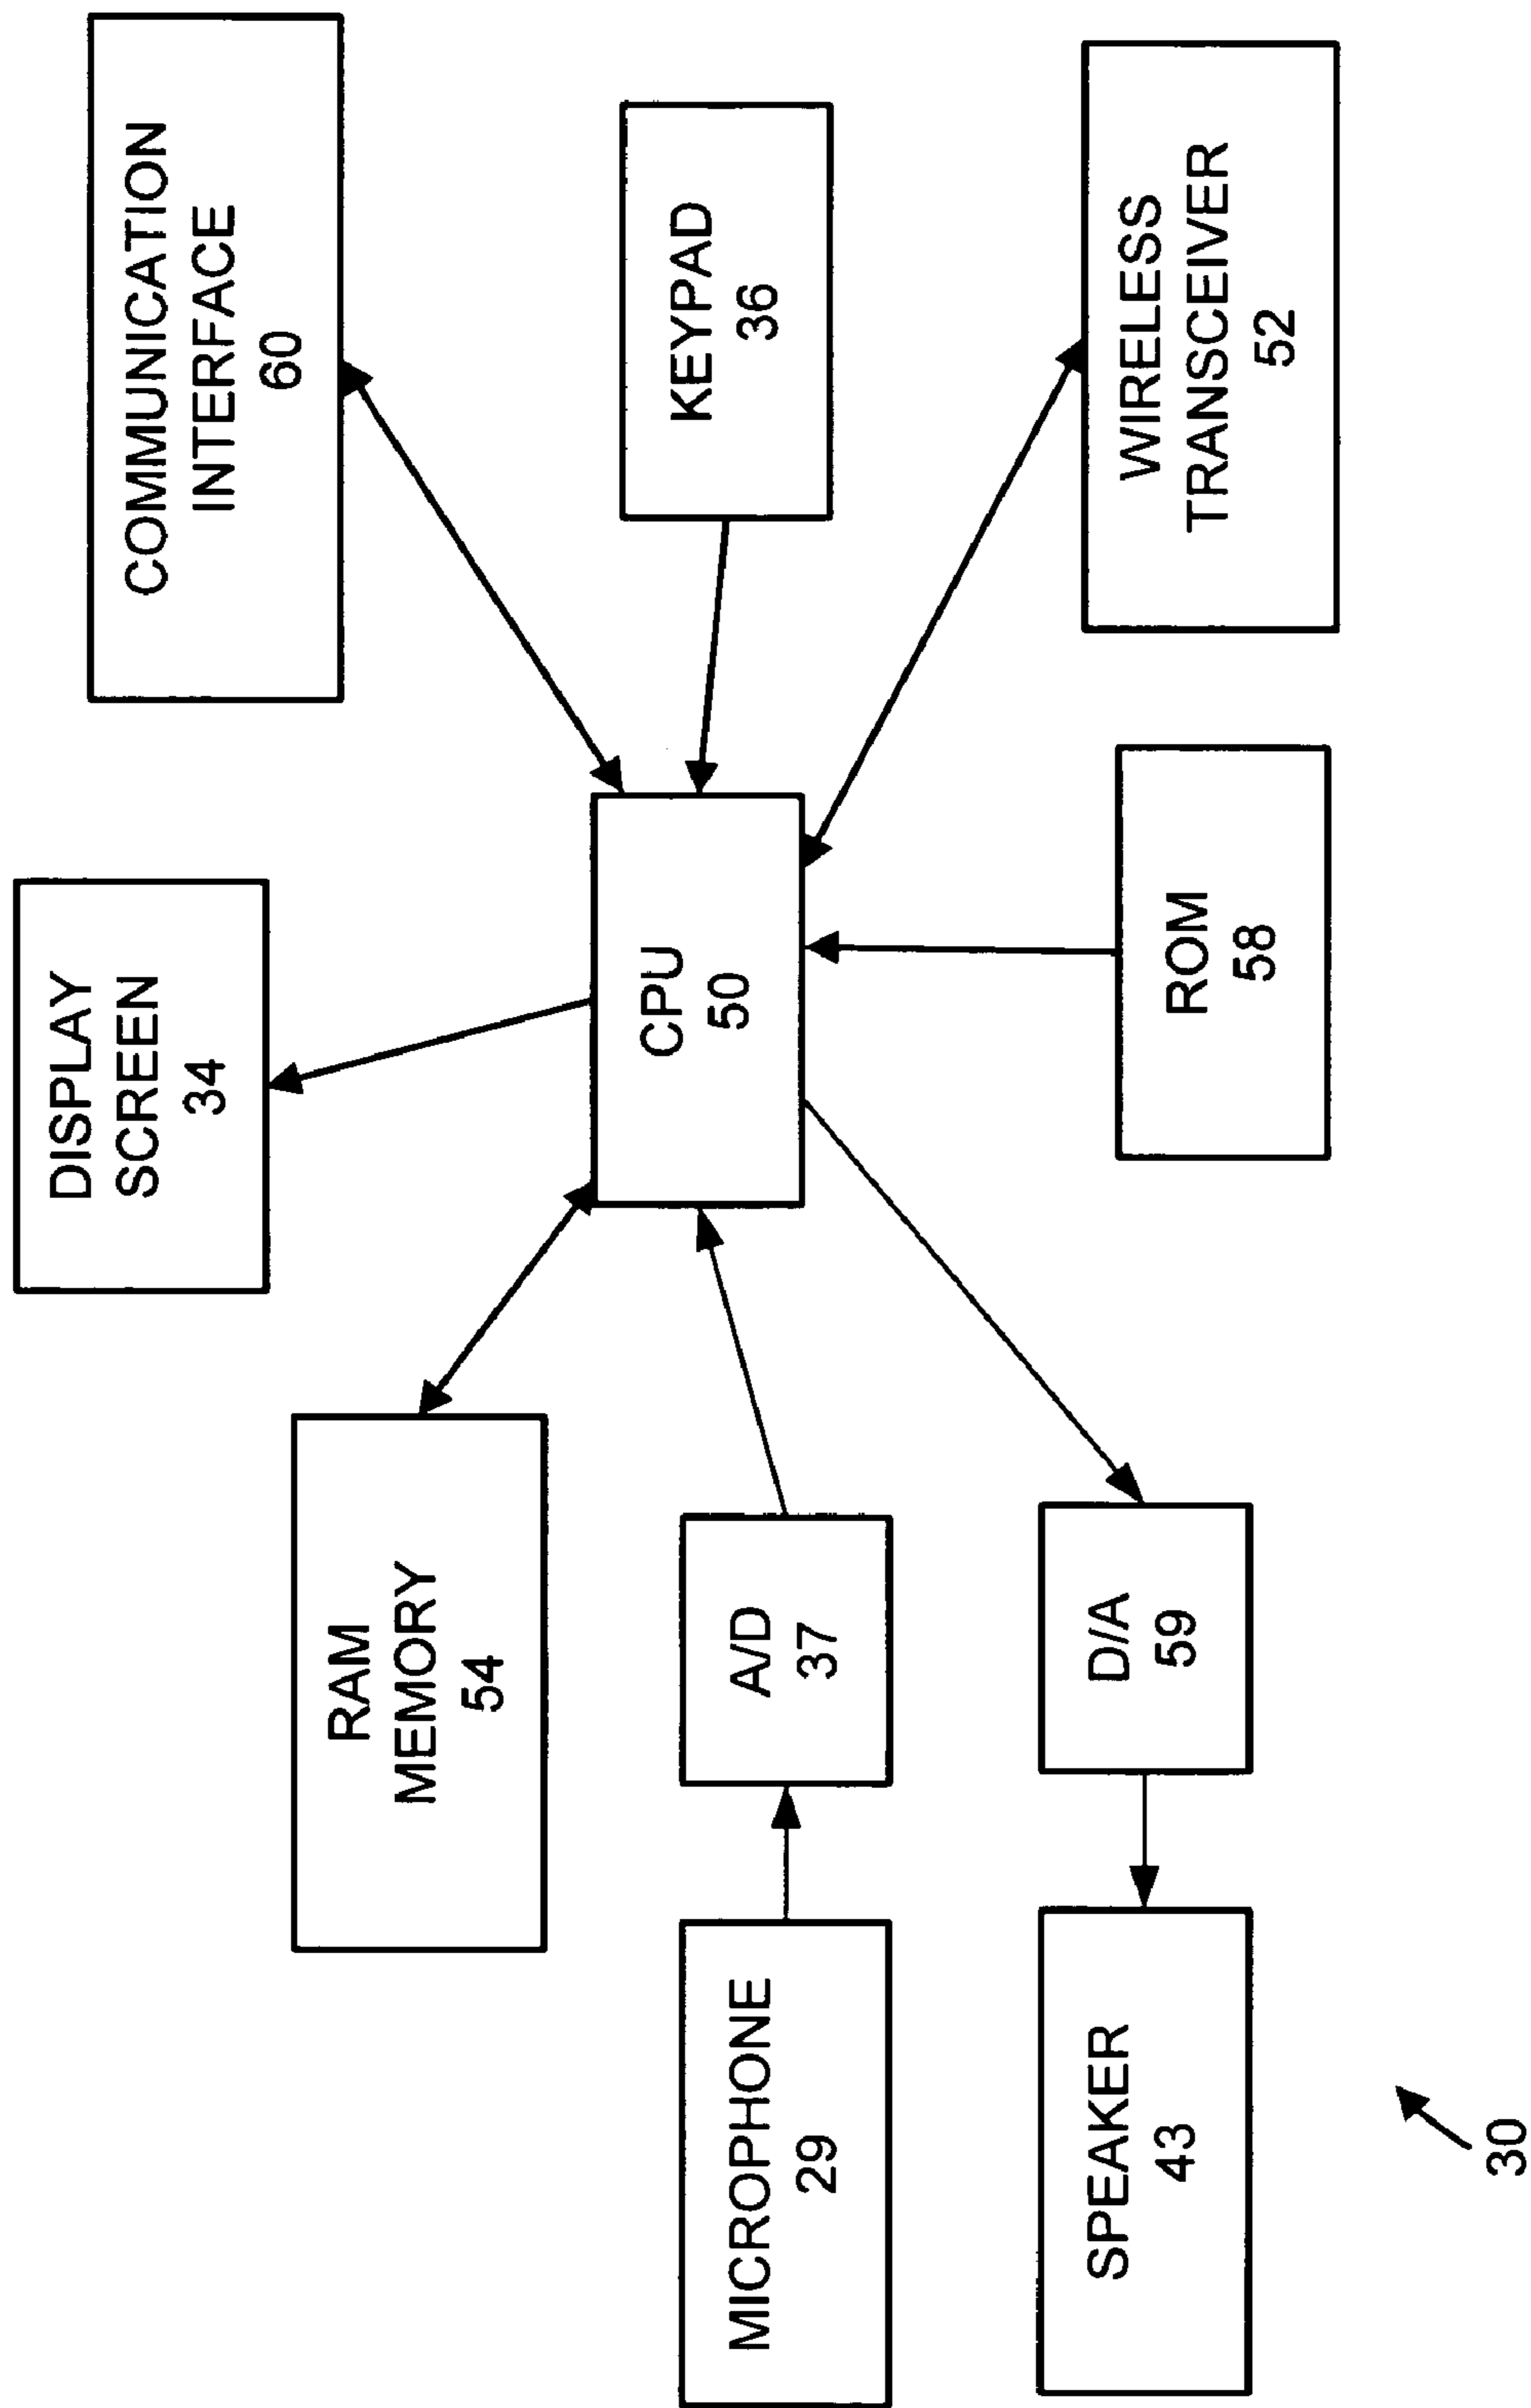 DISPLAY
SCREEN
34
COMMUNICATION
INTERFACE
60
RAM
MEMORY
54
CPU
50
KEYPAD
36
MICROPHONE
29
A/D
37
SPEAKER
43
D/A
59
ROM
58
WIRELESS
TRANSCEIVER
52
30